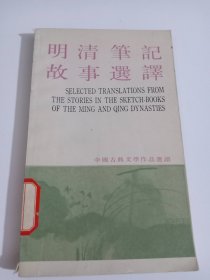 明清筆記
故事選譯
SELECTED TRANSLATIONS FROM
THE STORIES IN THE SKETCH-BOOKS
OF THE MING AND QING DYNASTIES
中國古典文學作品選譯